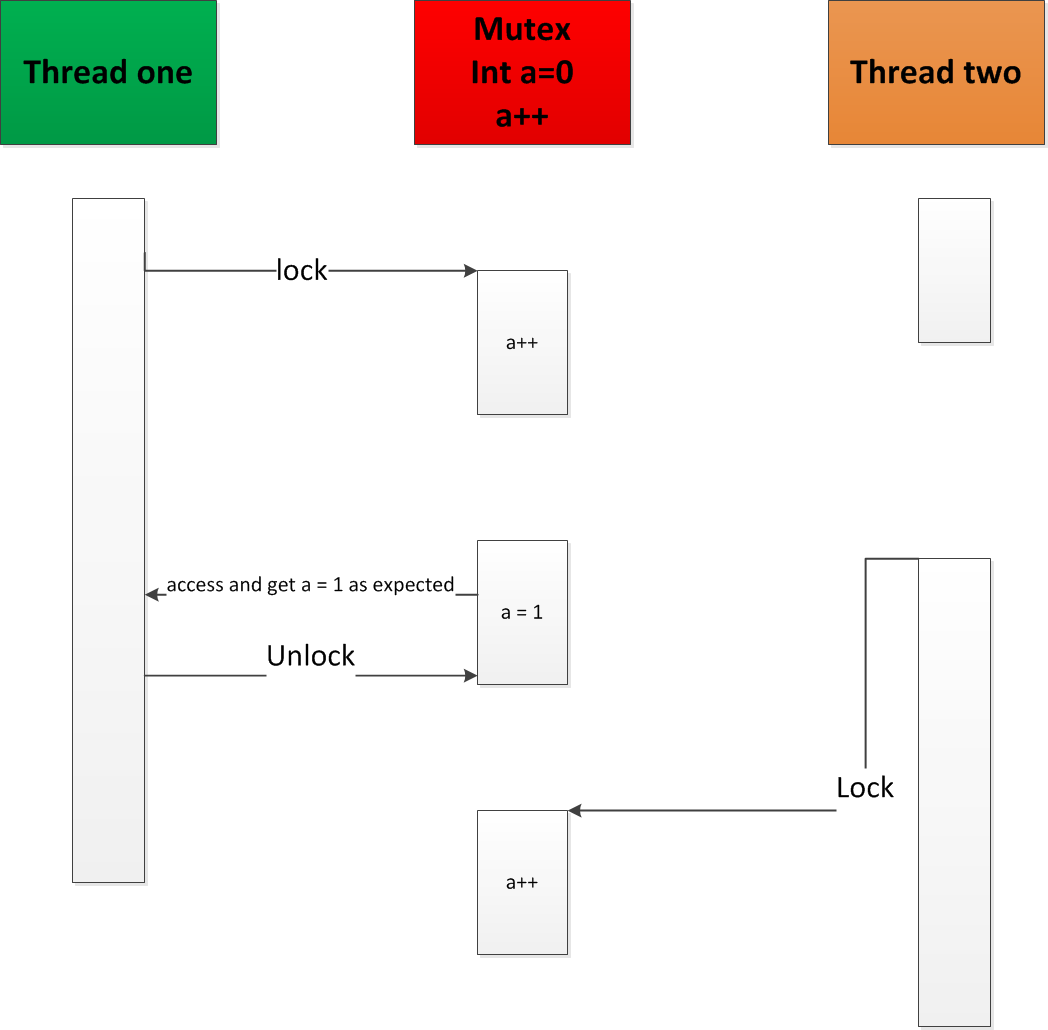 Thread one
Mutex
Int a=0
a++
Thread two
lock
a++
access and get a = 1 as expected
a = 1
Unlock
Lock
a++